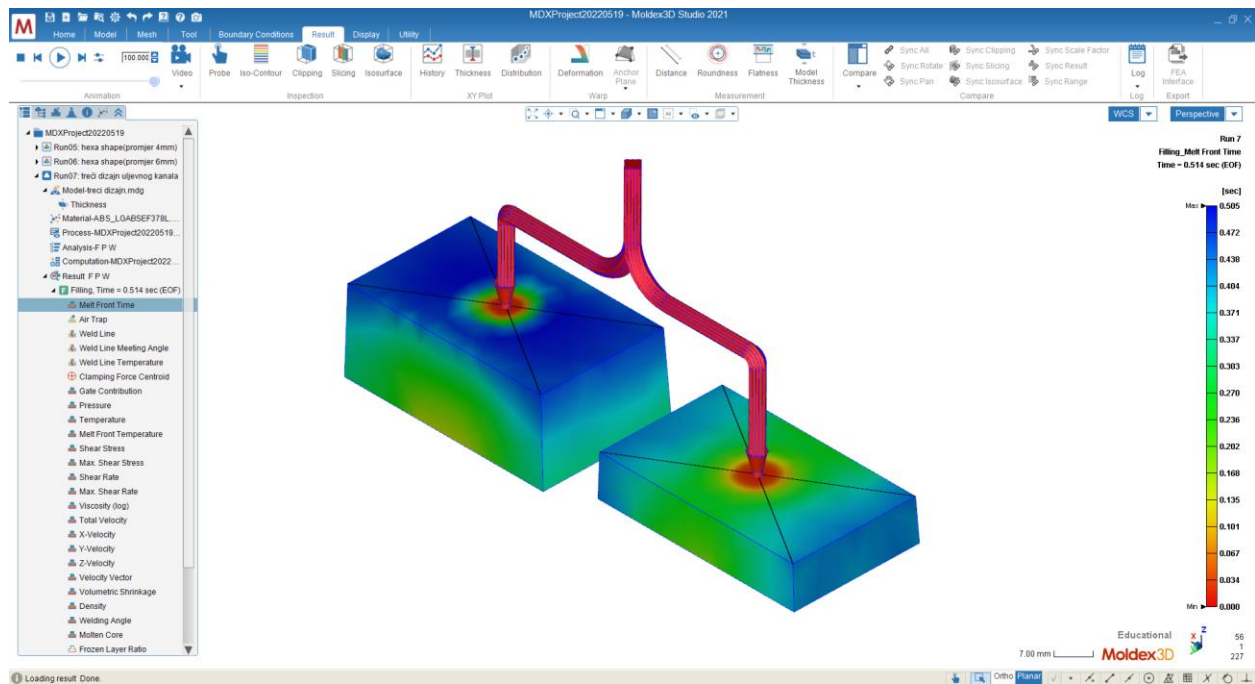 MDXProject20220519 - Moldex3D Studio 2021
M
Home Model Mesh Tool Boundary Conditions Result Display Utility
100.000
Video
Animation
Probe Iso-Contour Clipping Slicing Isosurface
Inspection
History Thickness Distribution
XY Plot
Deformation Anchor Plane
Warp
Distance Roundness Flatness Model Thickness
Measurement
Compare
Sync All Sync Clipping Sync Scale Factor
Sync Rotate Sync Slicing Sync Result
Sync Pan Sync Isosurface Sync Range
Compare
Log
Log
FEA Interface
Export
WCS Perspective
MDXProject20220519
Run05: hexa shape(promjer 4mm)
Run06: hexa shape(promjer 6mm)
Run07: treći dizajn uljevnog kanala
Model-treci dizajn.mdg
Thickness
Material-ABS_LGABSEF378L....
Process-MDXProject20220519...
Analysis-F P W
Computation-MDXProject2022...
Result F P W
Filling, Time = 0.514 sec (EOF)
Melt Front Time
Air Trap
Weld Line
Weld Line Meeting Angle
Weld Line Temperature
Clamping Force Centroid
Gate Contribution
Pressure
Temperature
Melt Front Temperature
Shear Stress
Max. Shear Stress
Shear Rate
Max. Shear Rate
Viscosity (log)
Total Velocity
X-Velocity
Y-Velocity
Z-Velocity
Velocity Vector
Volumetric Shrinkage
Density
Welding Angle
Molten Core
Frozen Layer Ratio
Run 7
Filling_Melt Front Time
Time = 0.514 sec (EOF)
[sec]
Max 0.505
0.472
0.438
0.404
0.371
0.337
0.303
0.270
0.236
0.202
0.168
0.135
0.101
0.067
0.034
Min 0.000
Educational
Moldex3D
7.00 mm
X Z
56
1
227
Loading result Done.
Ortho Planar